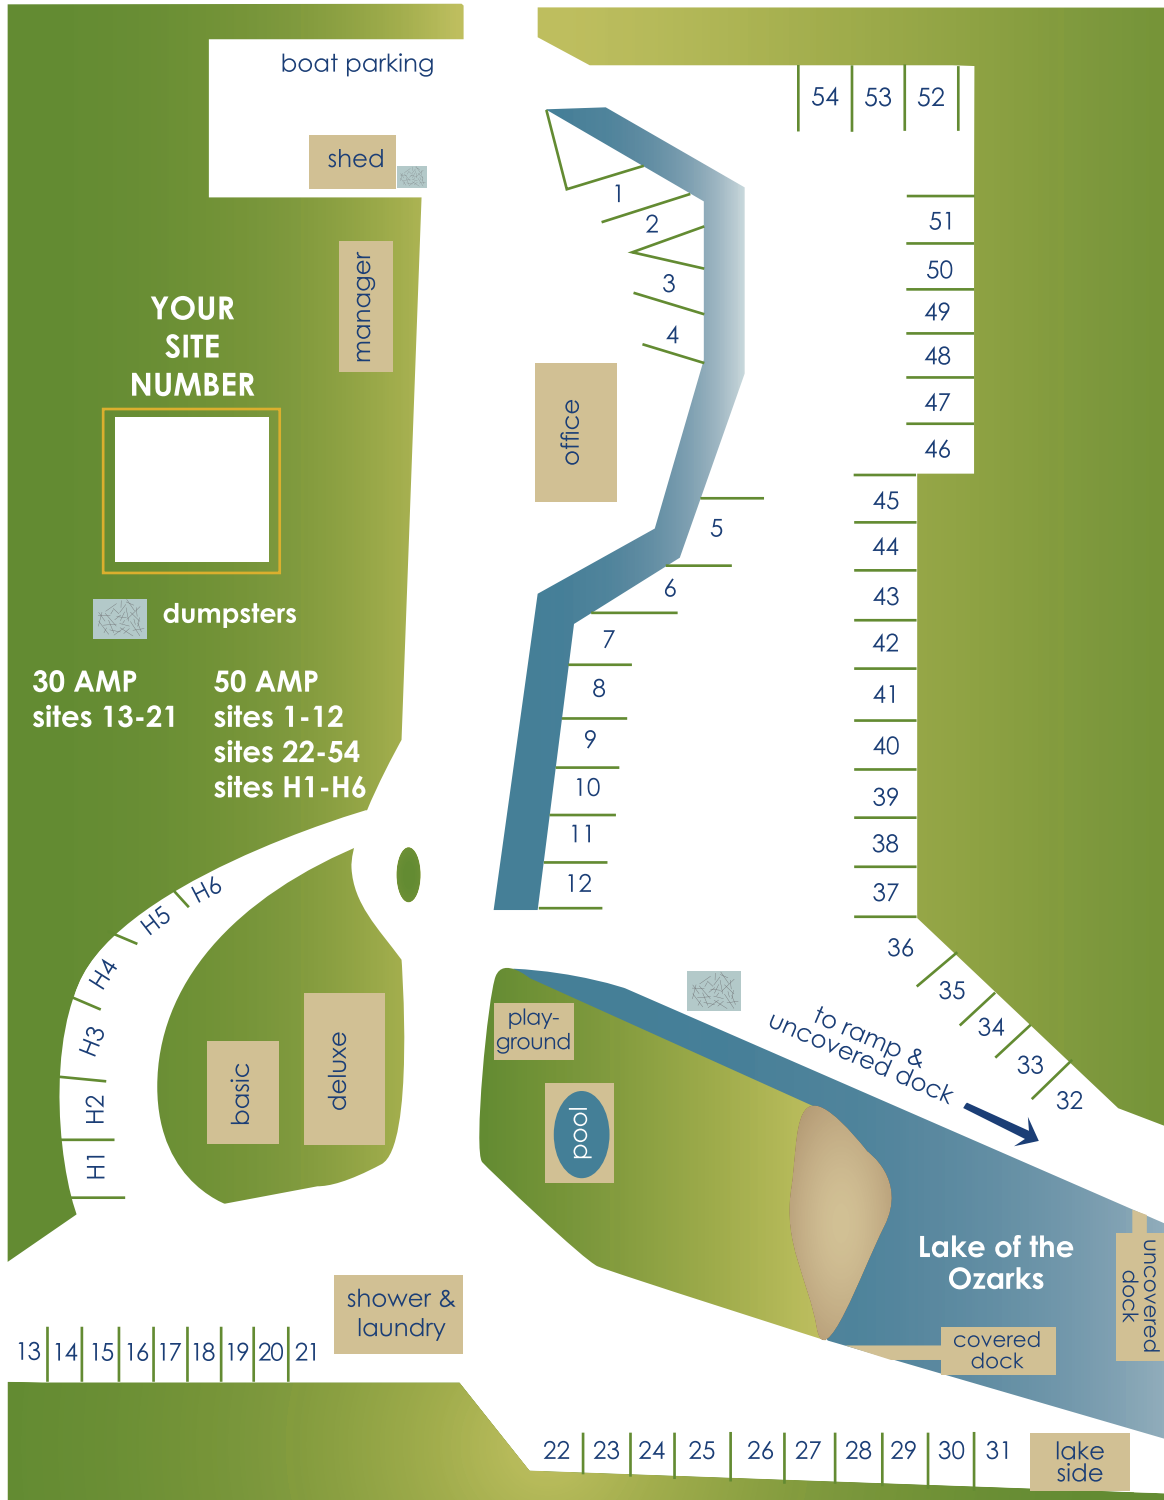 boat parking
54
53
52
shed
1
2
51
manager
50
3
YOUR
SITE
NUMBER
49
4
48
47
office
46
45
5
44
6
43
dumpsters
7
42
30 AMP
sites 13-21
50 AMP
sites 1-12
sites 22-54
sites H1-H6
8
41
9
40
10
39
11
38
12
37
H6
H5
36
H4
35
play-
ground
to ramp &
uncovered dock
34
H3
deluxe
33
basic
32
H2
pool
H1
Lake of the
Ozarks
uncovered
dock
shower &
laundry
covered
dock
13
14
15
16
17
18
19
20
21
22
23
24
25
26
27
28
29
30
31
lake
side